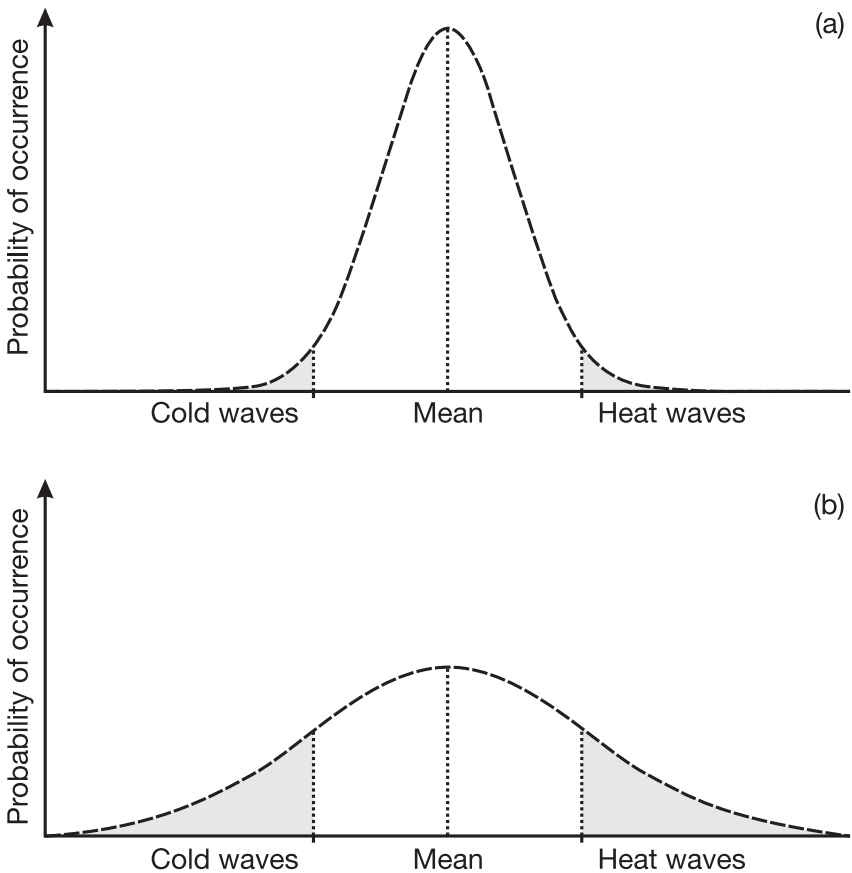 (a)
Probability of occurrence
Cold waves
Mean
Heat waves
(b)
Probability of occurrence
Cold waves
Mean
Heat waves